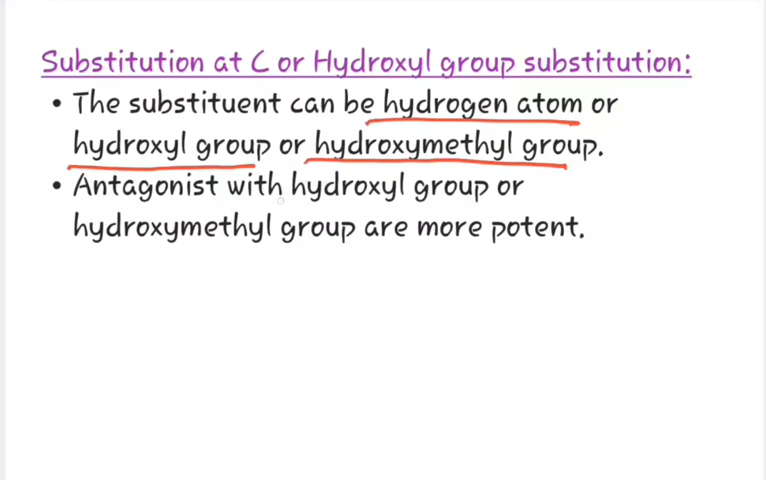 Substitution at C or Hydroxyl group substitution:
• The substituent can be hydrogen atom or
hydroxyl group or hydroxymethyl group.
• Antagonist with hydroxyl group or
hydroxymethyl group are more potent.